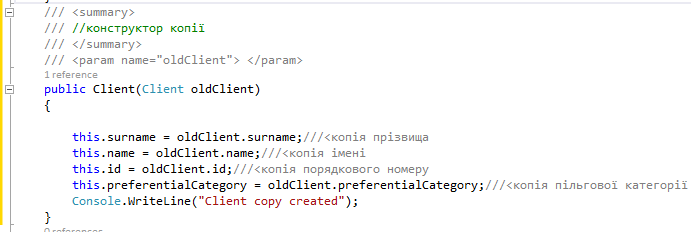 /// <summary>
/// //конструктор копії
/// </summary>
/// <param name="oldClient"> </param>
1 reference
public Client(Client oldClient)
{
this.surname = oldClient.surname;///<копія прізвища
this.name = oldClient.name;///<копія імені
this.id = oldClient.id;///<копія порядкового номеру
this.preferentialCategory = oldClient.preferentialCategory;///<копія пільгової категорії
Console.WriteLine("Client copy created");
}
0 references